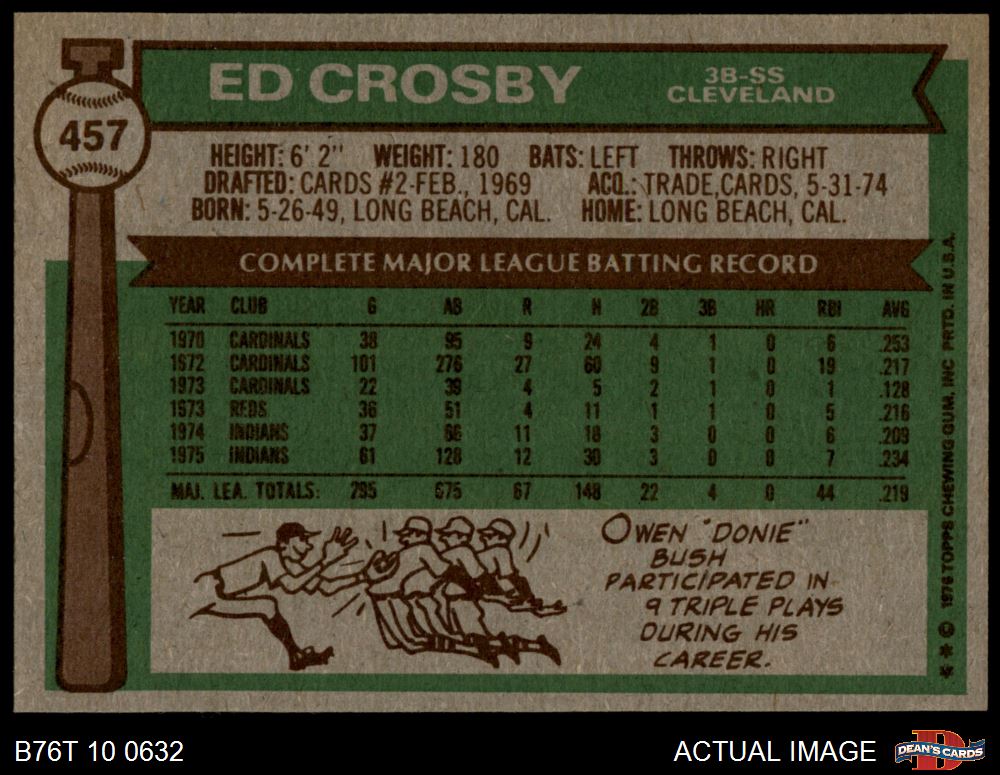 457
ED CROSBY
3B-SS
CLEVELAND
HEIGHT: 6' 2" WEIGHT: 180 BATS: LEFT THROWS: RIGHT
DRAFTED: CARDS #2-FEB., 1969 ACQ.: TRADE, CARDS, 5-31-74
BORN: 5-26-49, LONG BEACH, CAL. HOME: LONG BEACH, CAL.
COMPLETE MAJOR LEAGUE BATTING RECORD
YEAR CLUB G AB R H 2B 3B HR RBI AVG
1970 CARDINALS 38 95 9 24 4 1 0 6 .253
1972 CARDINALS 101 276 27 60 9 1 0 19 .217
1973 CARDINALS 22 39 4 5 2 1 0 1 .128
1973 REDS 36 51 4 11 1 1 0 5 .216
1974 INDIANS 37 86 11 18 3 0 0 6 .209
1975 INDIANS 61 128 12 30 3 0 0 7 .234
MAJ. LEA. TOTALS: 295 675 67 148 22 4 0 44 .219
OWEN "DONIE"
BUSH
PARTICIPATED IN
9 TRIPLE PLAYS
DURING HIS
CAREER.
** © 1976 TOPPS CHEWING GUM, INC PRTD. IN U.S.A.
B76T 10 0632
ACTUAL IMAGE
DEAN'S CARDS